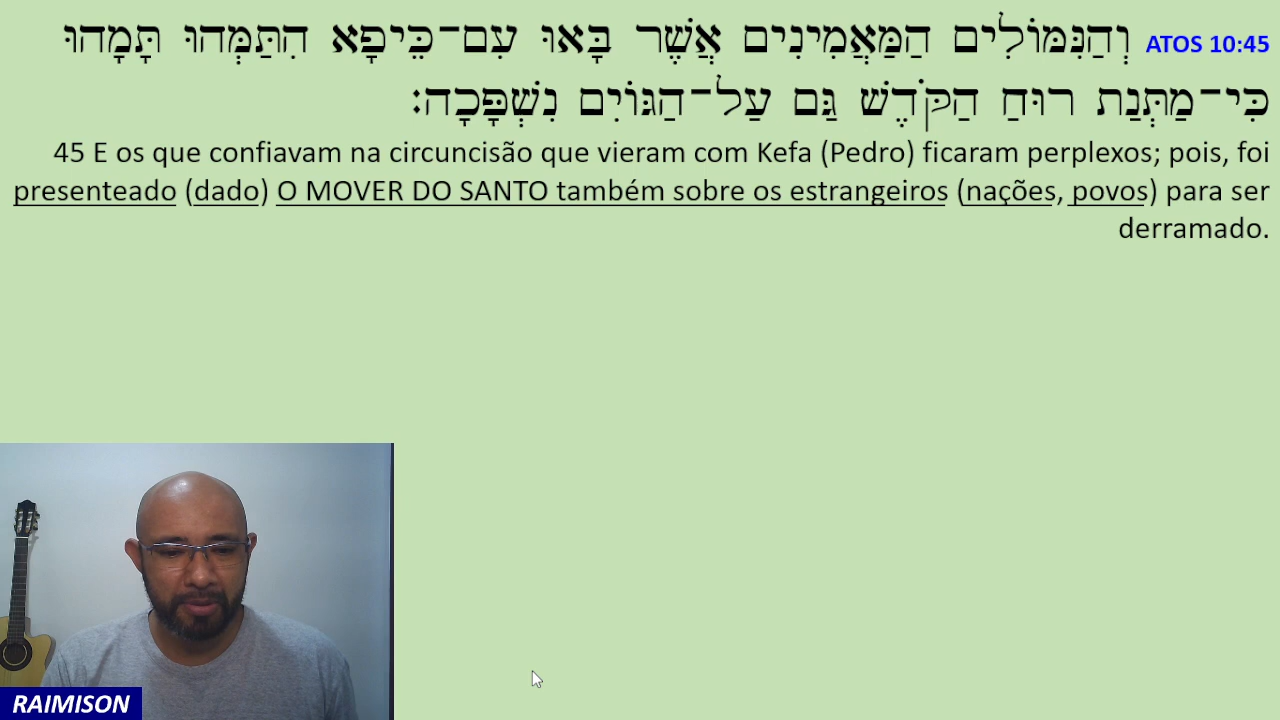 ATOS 10:45 וְהַנִּמּוֹלִים הַמַּאֲמִינִים אֲשֶׁר בָּאוּ עִם־כֵּיפָא הִתַּמְּהוּ תָּמָהוּ
כִּי־מַתְּנַת רוּחַ הַקֹּדֶשׁ גַּם עַל־הַגּוֹיִם נִשְׁפָּכָה׃
45 E os que confiavam na circuncisão que vieram com Kefa (Pedro) ficaram perplexos; pois, foi
presenteado (dado) O MOVER DO SANTO também sobre os estrangeiros (nações, povos) para ser
derramado.
RAIMISON